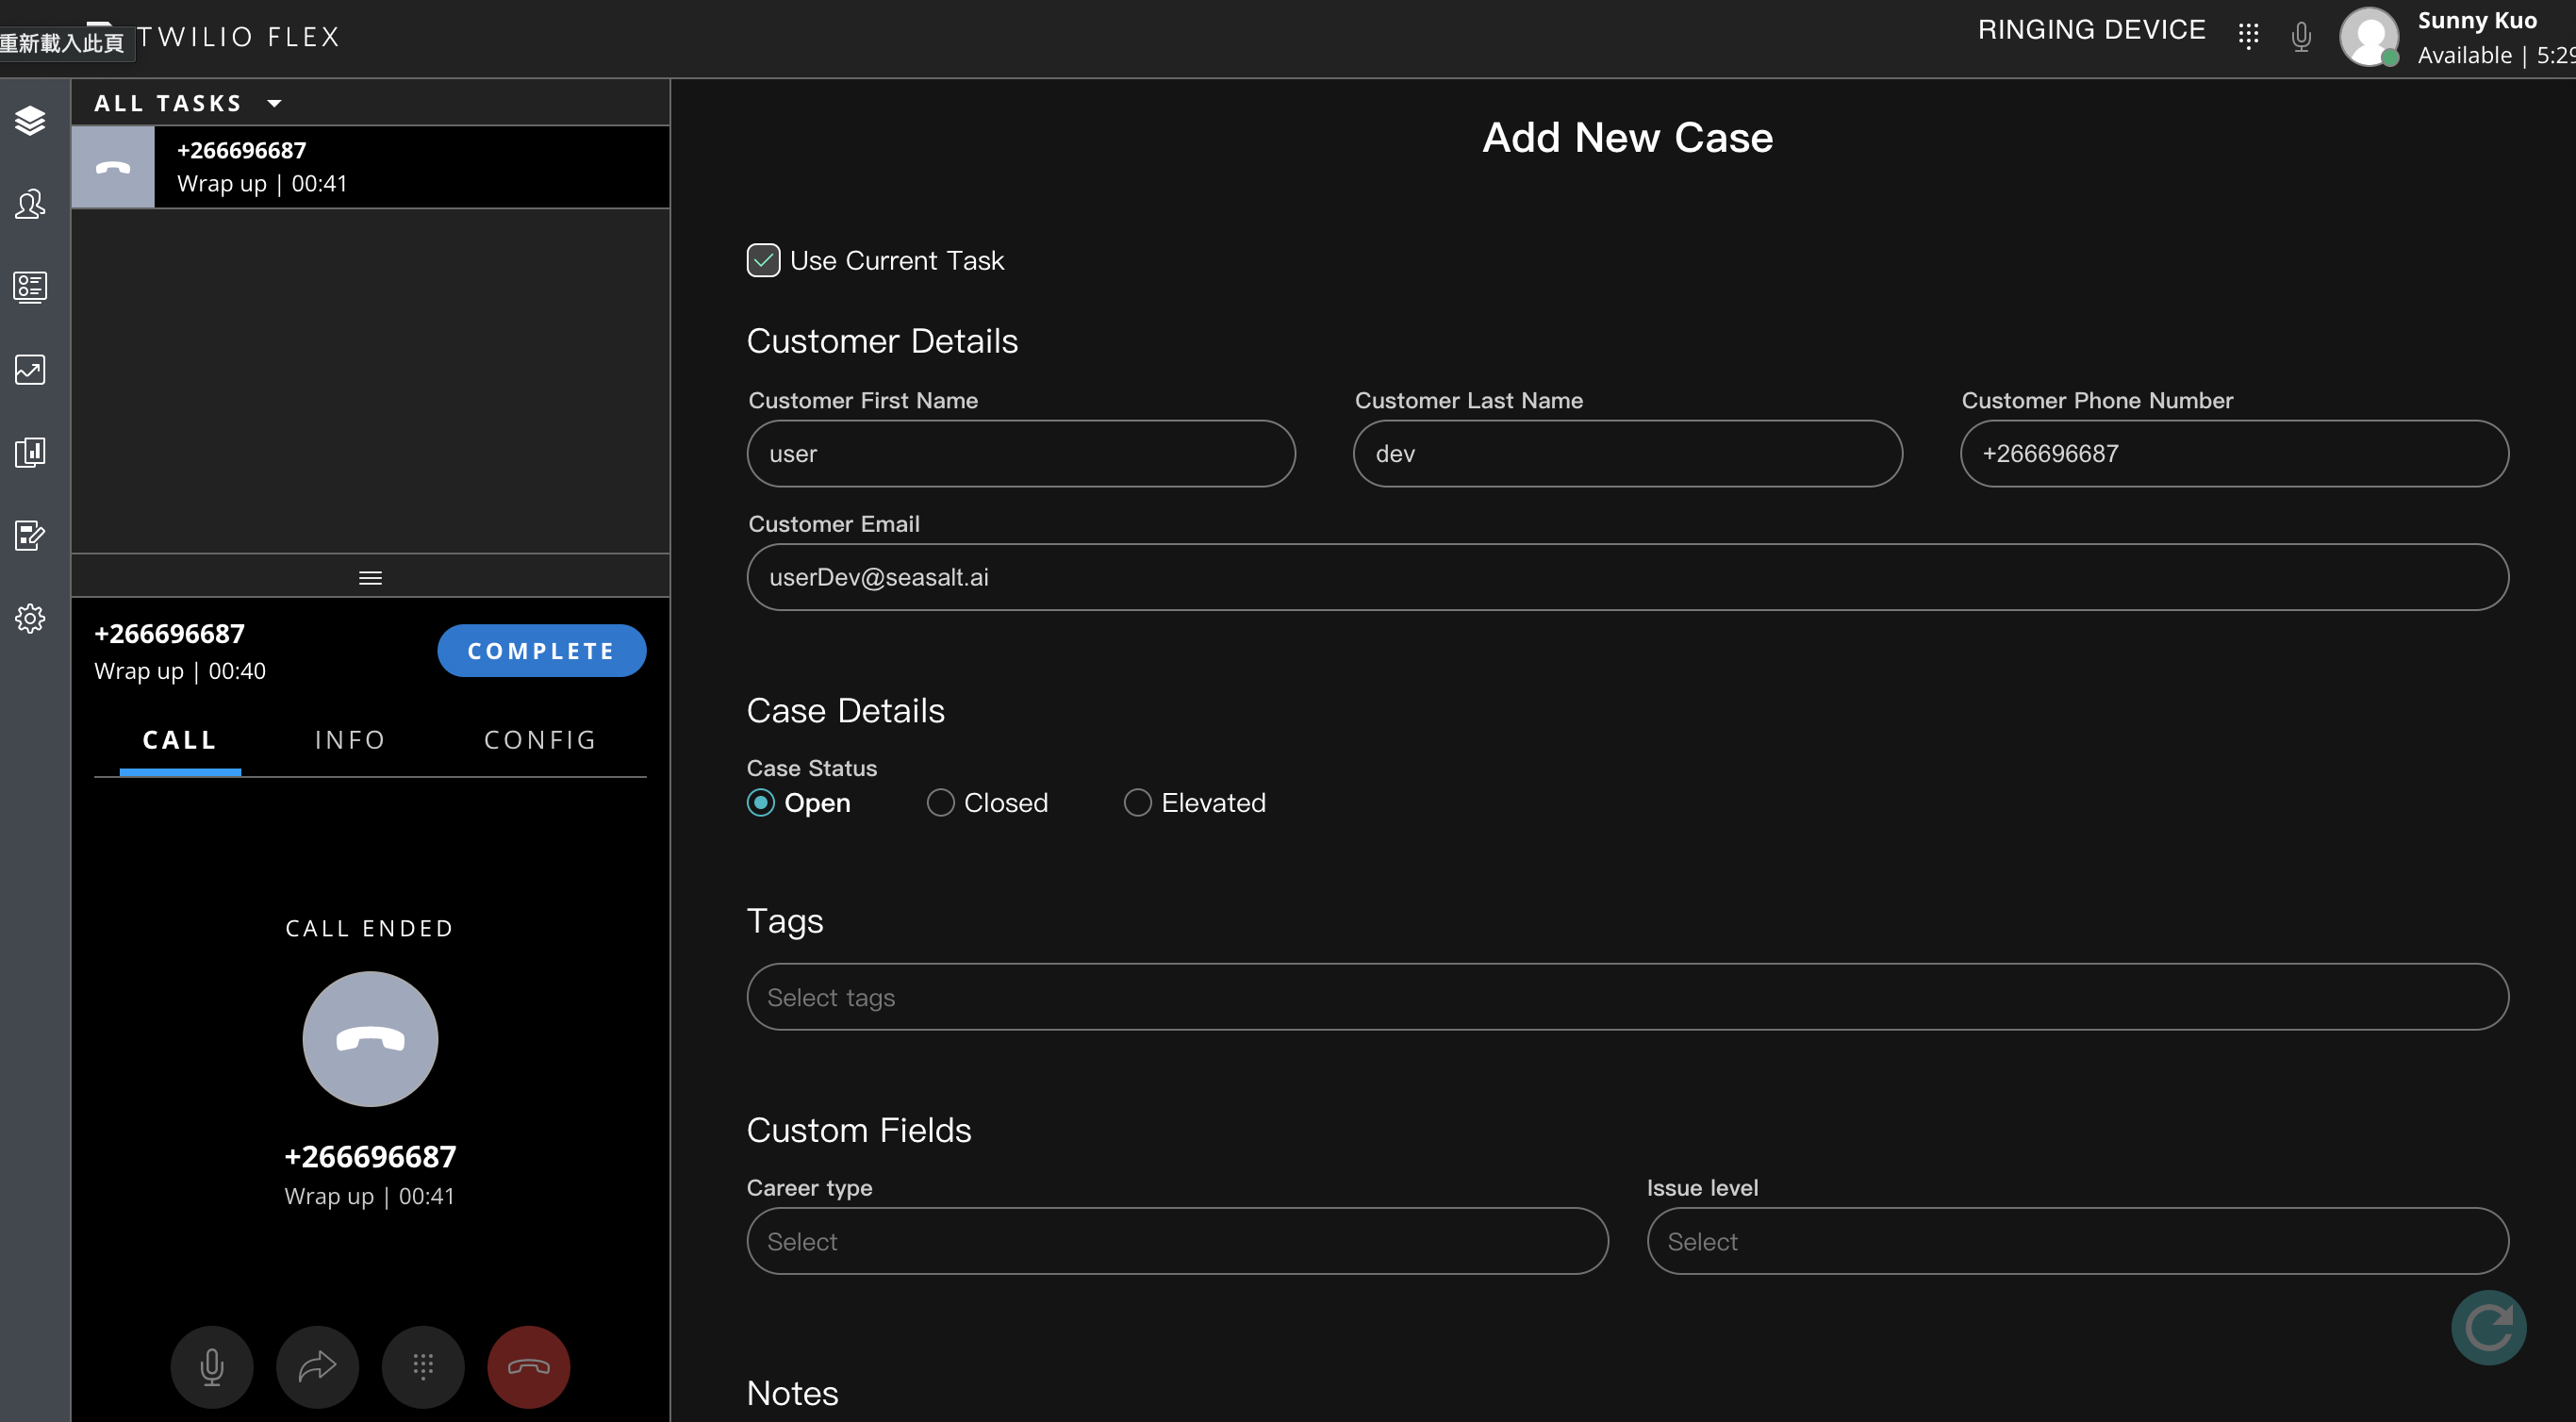 重新載入此頁
TWILIO FLEX
RINGING DEVICE
Sunny Kuo
Available | 5:29
ALL TASKS
+266696687
Wrap up | 00:41
+266696687
Wrap up | 00:40
COMPLETE
CALL
INFO
CONFIG
CALL ENDED
+266696687
Wrap up | 00:41
Add New Case
Use Current Task
Customer Details
Customer First Name
Customer Last Name
Customer Phone Number
user
dev
+266696687
Customer Email
userDev@seasalt.ai
Case Details
Case Status
Open
Closed
Elevated
Tags
Select tags
Custom Fields
Career type
Issue level
Select
Select
Notes